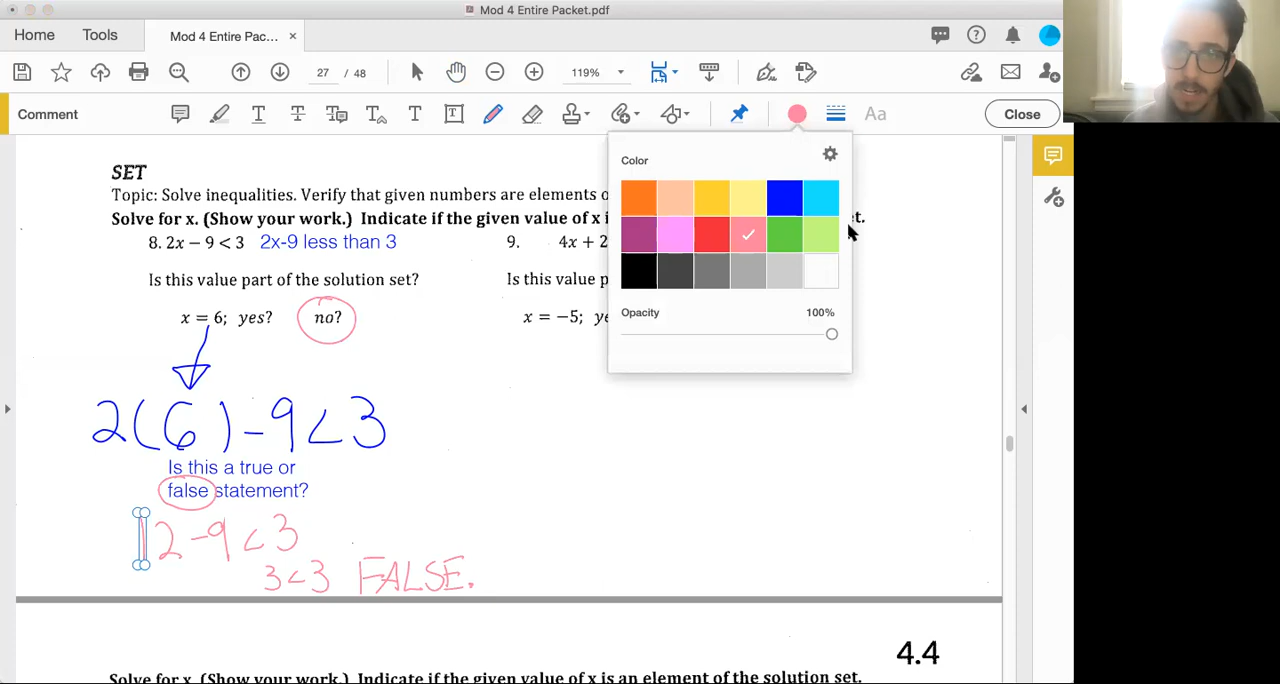 Mod 4 Entire Packet.pdf
Home Tools Mod 4 Entire Pac... ×
27 / 48 119%
Comment T T T T Aa Close
SET
Color
Topic: Solve inequalities. Verify that given numbers are elements o
Solve for x. (Show your work.) Indicate if the given value of x i et.
8. 2x − 9 < 3 2x-9 less than 3 9. 4x + 2
Is this value part of the solution set? Is this value p
x = 6; yes? no? x = −5; ye
Opacity 100%
2(6)-9<3
Is this a true or
false statement?
12-9<3
3<3 FALSE.
4.4
Solve for x. (Show your work.) Indicate if the given value of x is an element of the solution set.